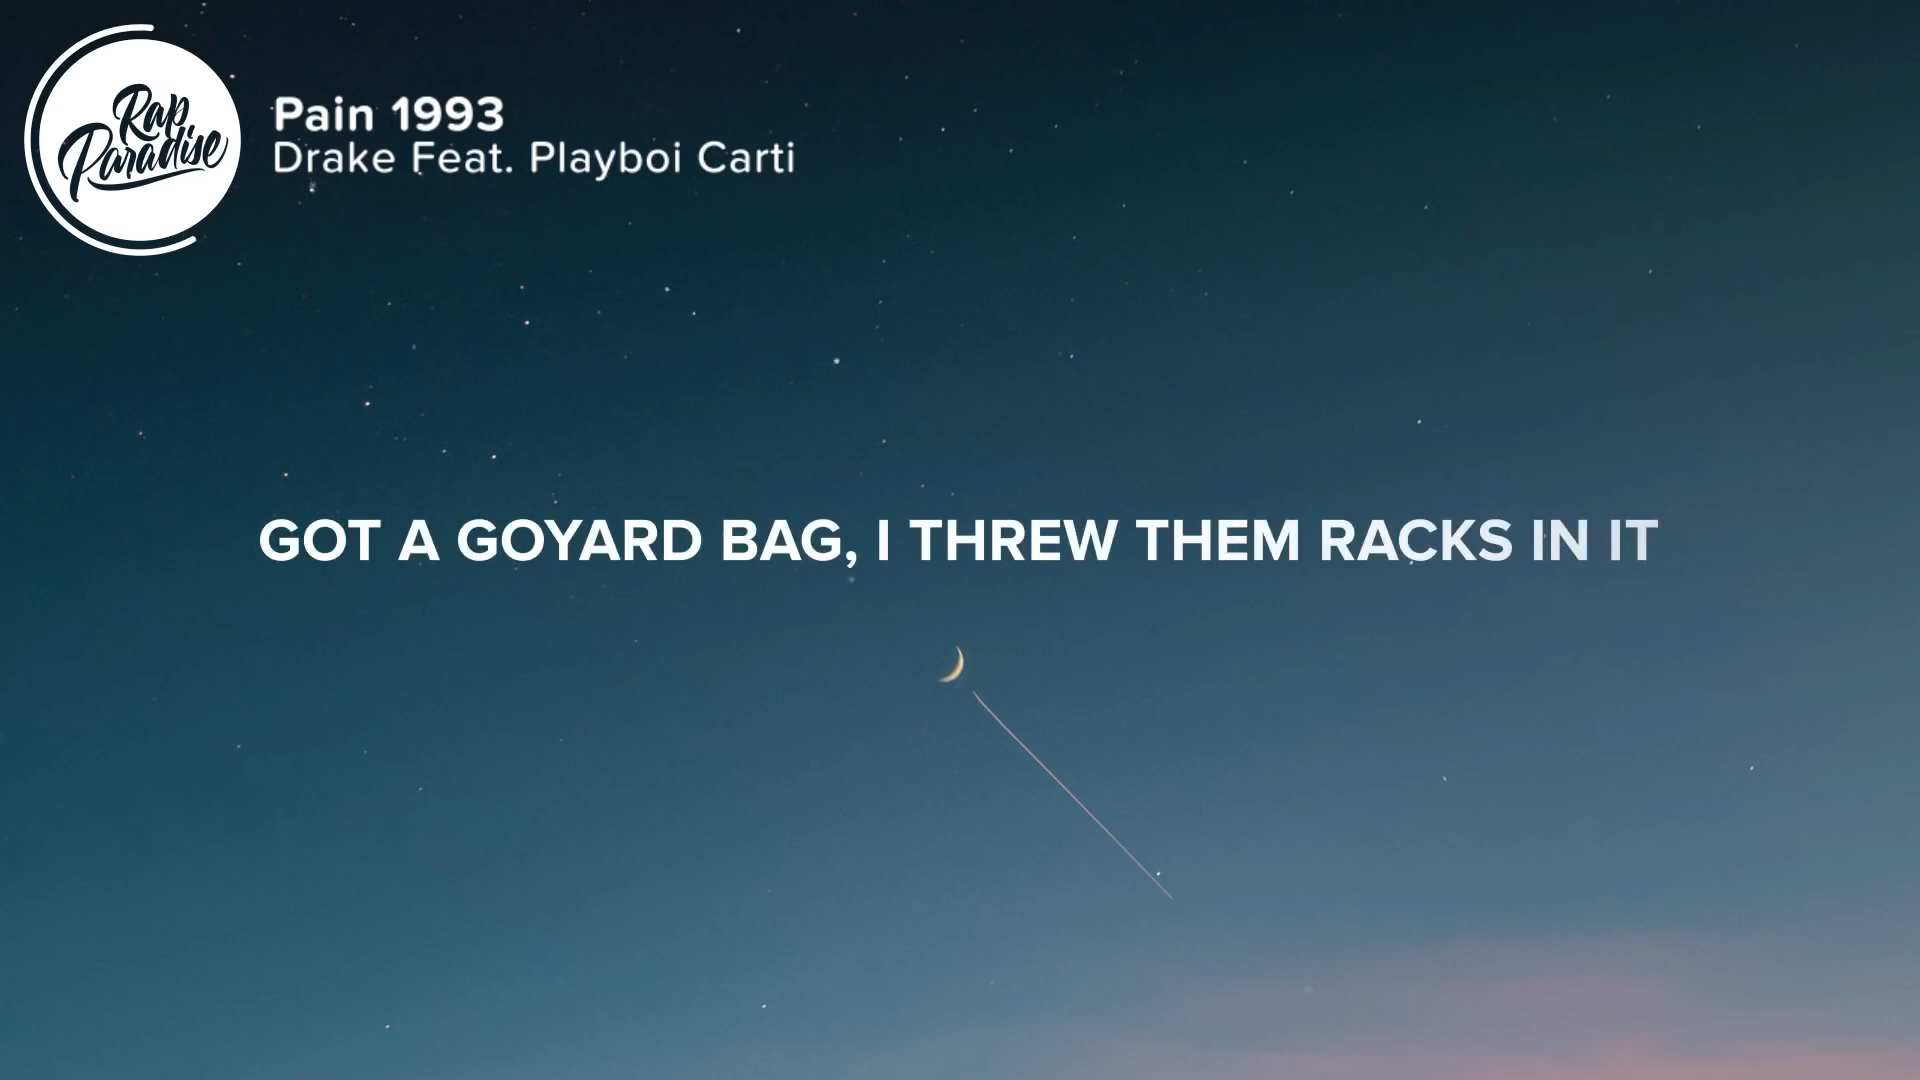 Rap
Paradise
Pain 1993
Drake Feat. Playboi Carti
GOT A GOYARD BAG, I THREW THEM RACKS IN IT